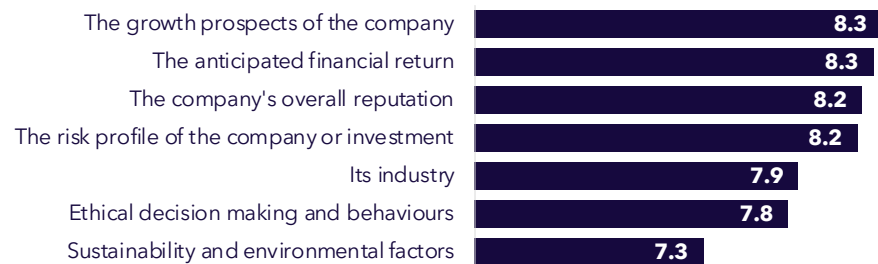 The growth prospects of the company 8.3
The anticipated financial return 8.3
The company's overall reputation 8.2
The risk profile of the company or investment 8.2
Its industry 7.9
Ethical decision making and behaviours 7.8
Sustainability and environmental factors 7.3